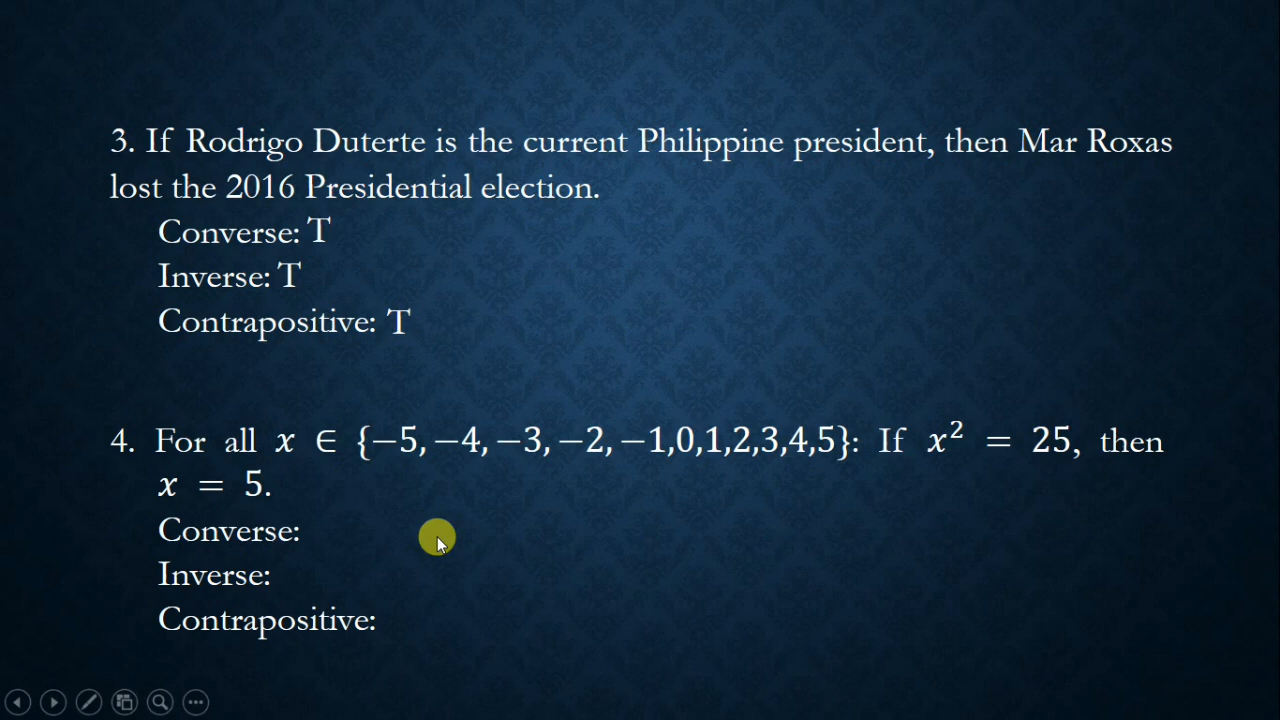 3. If Rodrigo Duterte is the current Philippine president, then Mar Roxas
lost the 2016 Presidential election.
Converse: T
Inverse: T
Contrapositive: T
4. For all x ∈ {−5, −4, −3, −2, −1,0,1,2,3,4,5}: If x² = 25, then
x = 5.
Converse:
Inverse:
Contrapositive: